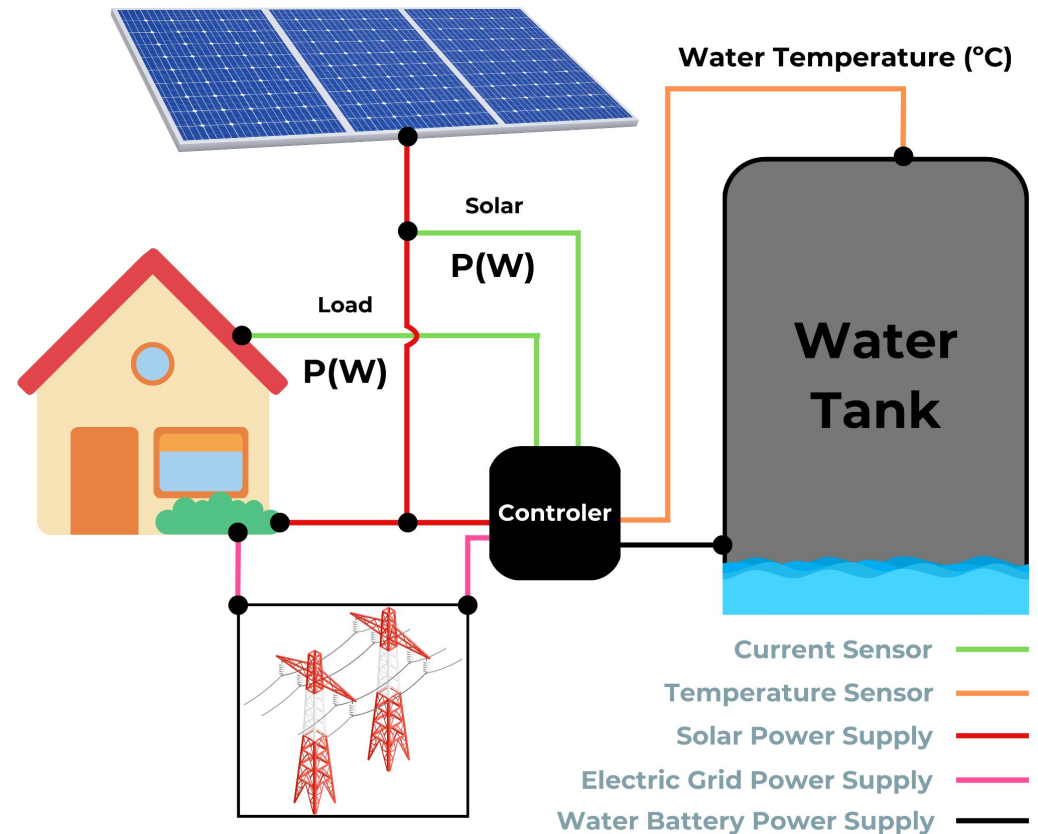 Water Temperature (ºC)
Solar
P(W)
Load
P(W)
Water
Tank
Controler
Current Sensor
Temperature Sensor
Solar Power Supply
Electric Grid Power Supply
Water Battery Power Supply